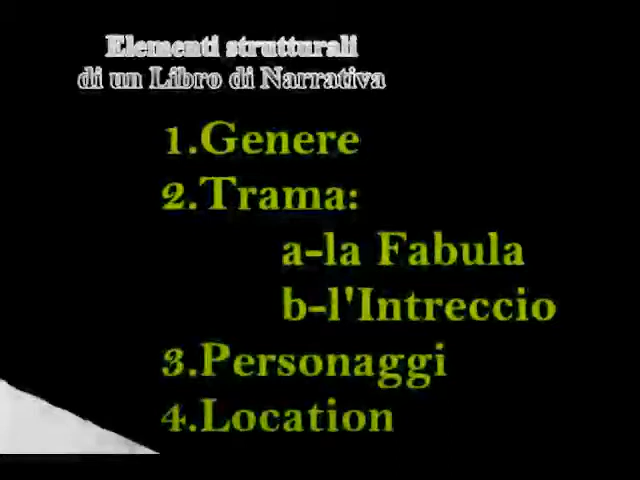 Elementi strutturali
di un Libro di Narrativa
1.Genere
2.Trama:
a-la Fabula
b-l'Intreccio
3.Personaggi
4.Location